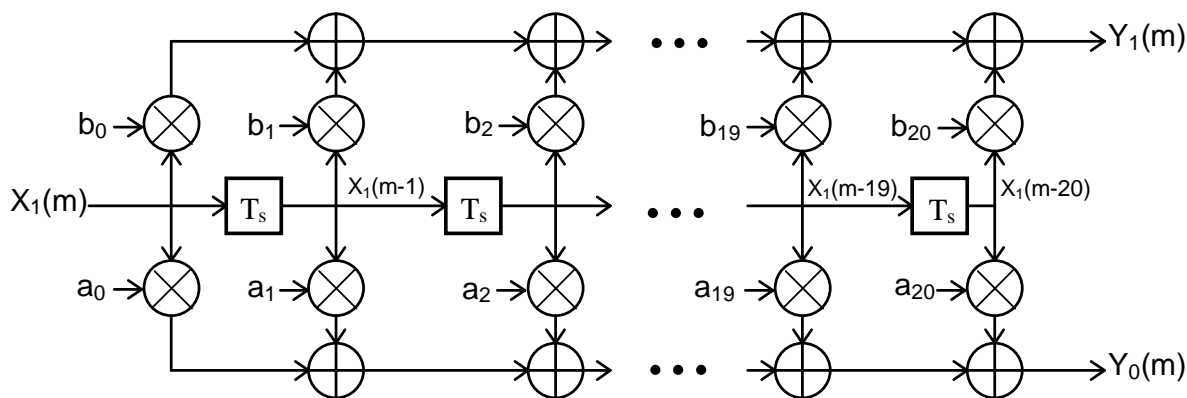 Y₁(m)
b₀ b₁ b₂ b₁₉ b₂₀
X₁(m) Tₛ X₁(m-1) Tₛ X₁(m-19) Tₛ X₁(m-20)
a₀ a₁ a₂ a₁₉ a₂₀
Y₀(m)